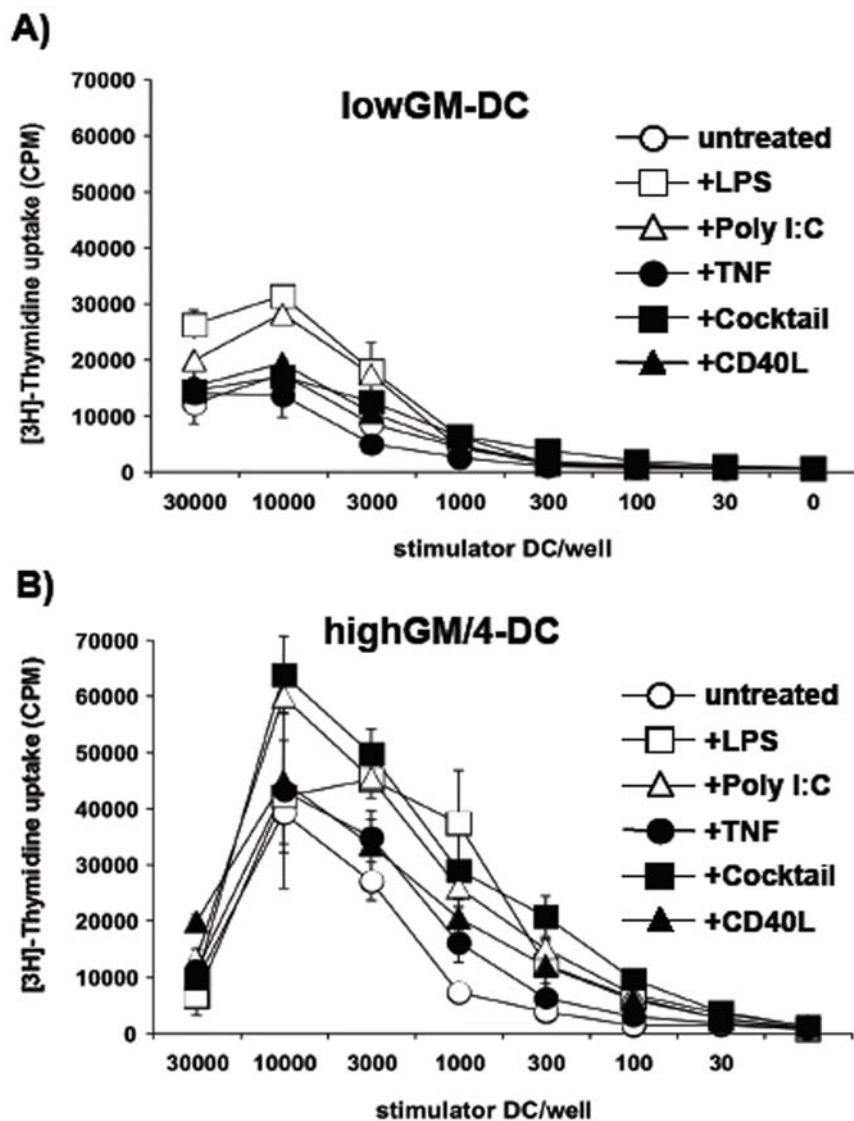 A)
lowGM-DC
[3H]-Thymidine uptake (CPM)
70000
60000
50000
40000
30000
20000
10000
0
untreated
+LPS
+Poly I:C
+TNF
+Cocktail
+CD40L
30000 10000 3000 1000 300 100 30 0
stimulator DC/well
B)
highGM/4-DC
[3H]-Thymidine uptake (CPM)
70000
60000
50000
40000
30000
20000
10000
0
untreated
+LPS
+Poly I:C
+TNF
+Cocktail
+CD40L
30000 10000 3000 1000 300 100 30
stimulator DC/well